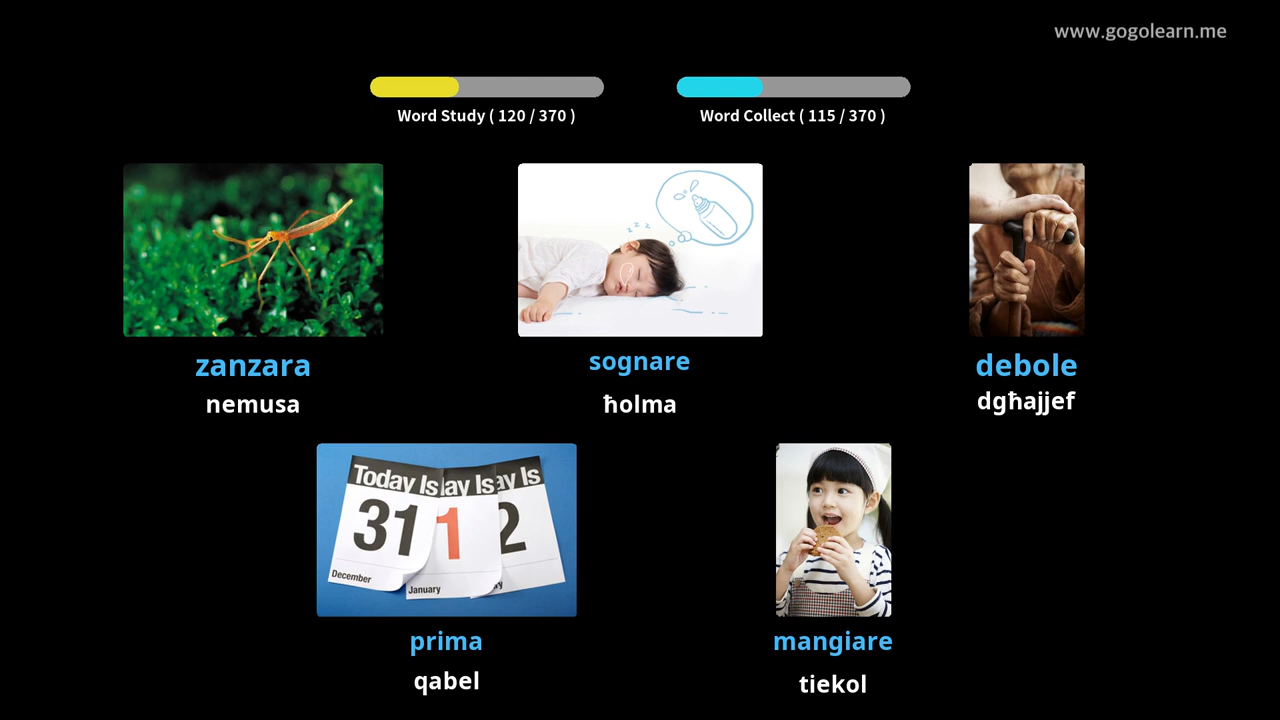 www.gogolearn.me
Word Study ( 120 / 370 )
Word Collect ( 115 / 370 )
zanzara
sognare
debole
nemusa
ħolma
dgħajjef
Today Is
lay Is
ay Is
31
1
2
December
January
prima
mangiare
qabel
tiekol